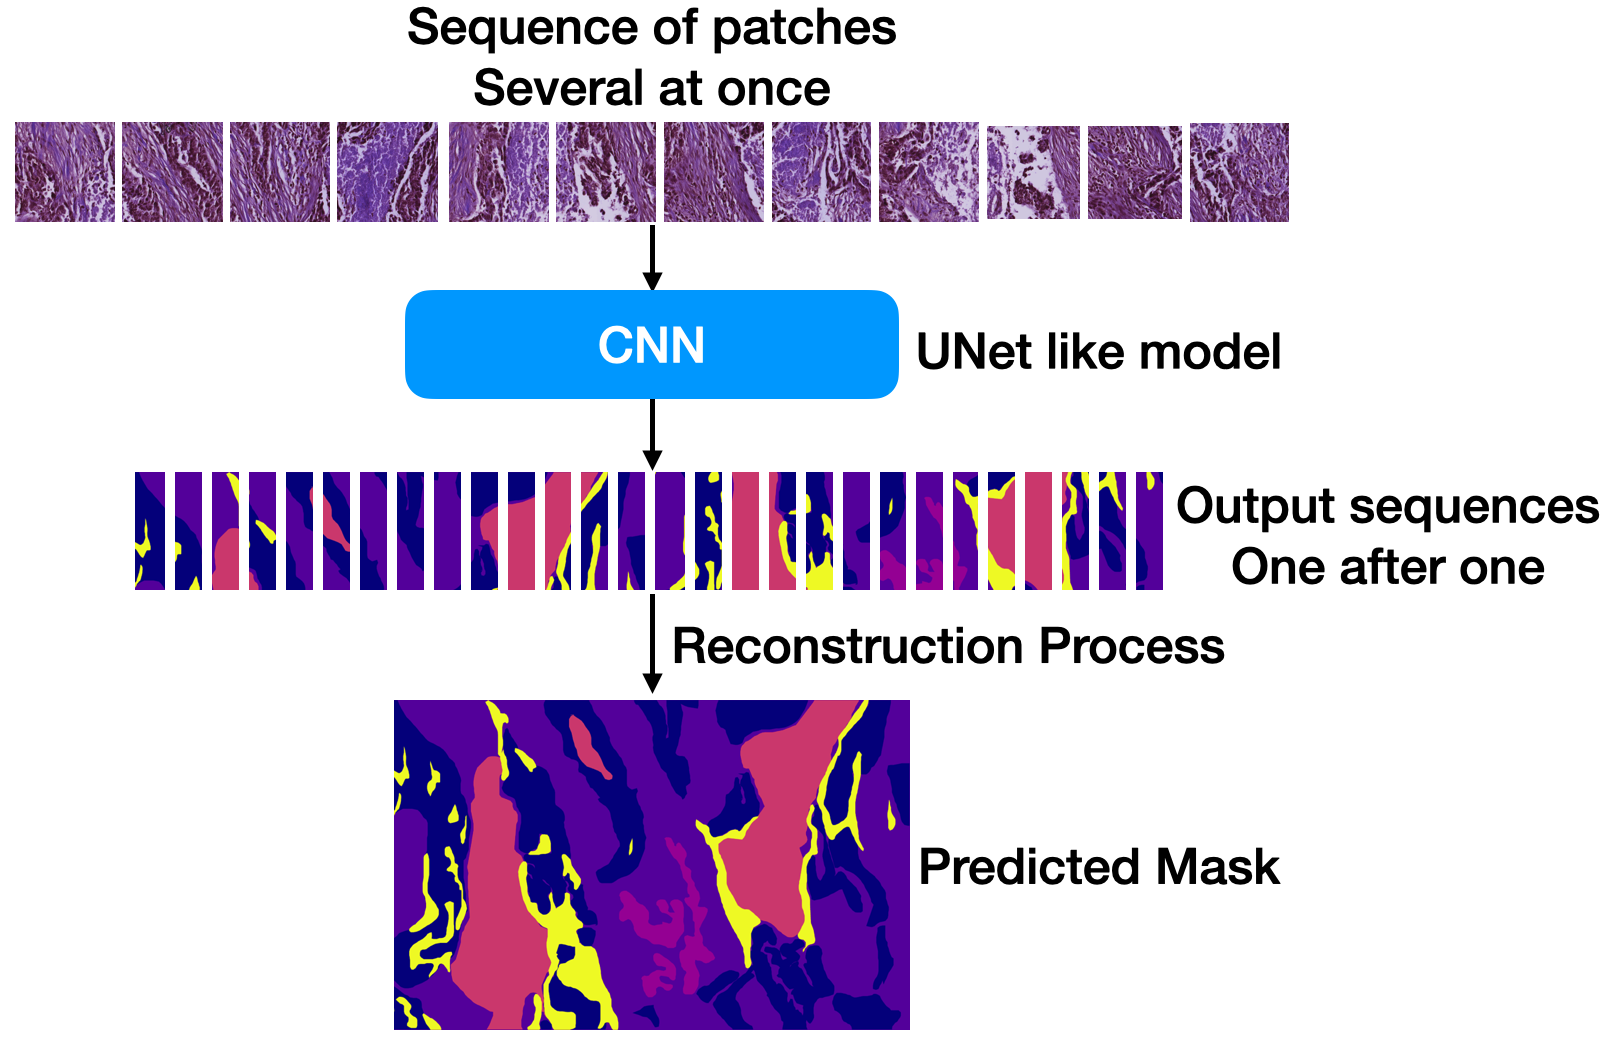 Sequence of patches
Several at once
CNN
UNet like model
Output sequences
One after one
Reconstruction Process
Predicted Mask